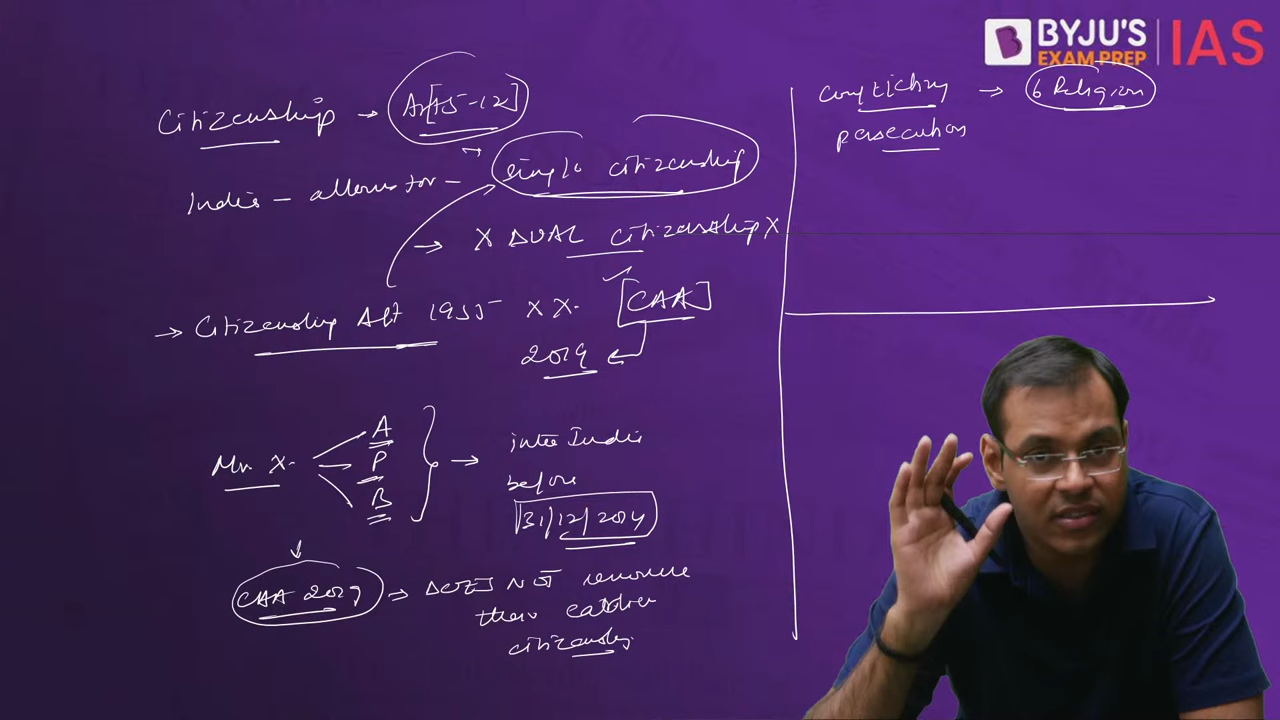 BYJU'S
EXAM PREP
IAS
Citizenship → Art[5-12]
India - allows for - single citizenship
→ X DUAL citizenship X
→ Citizenship Act 1955 X X. [CAA]
2019
Mr X.
A
P
B
→ inter India
before
31/12/2014
CAA 2019 → DOES NOT renounce
their earlier
citizenship
→ 6 Religion
persecution